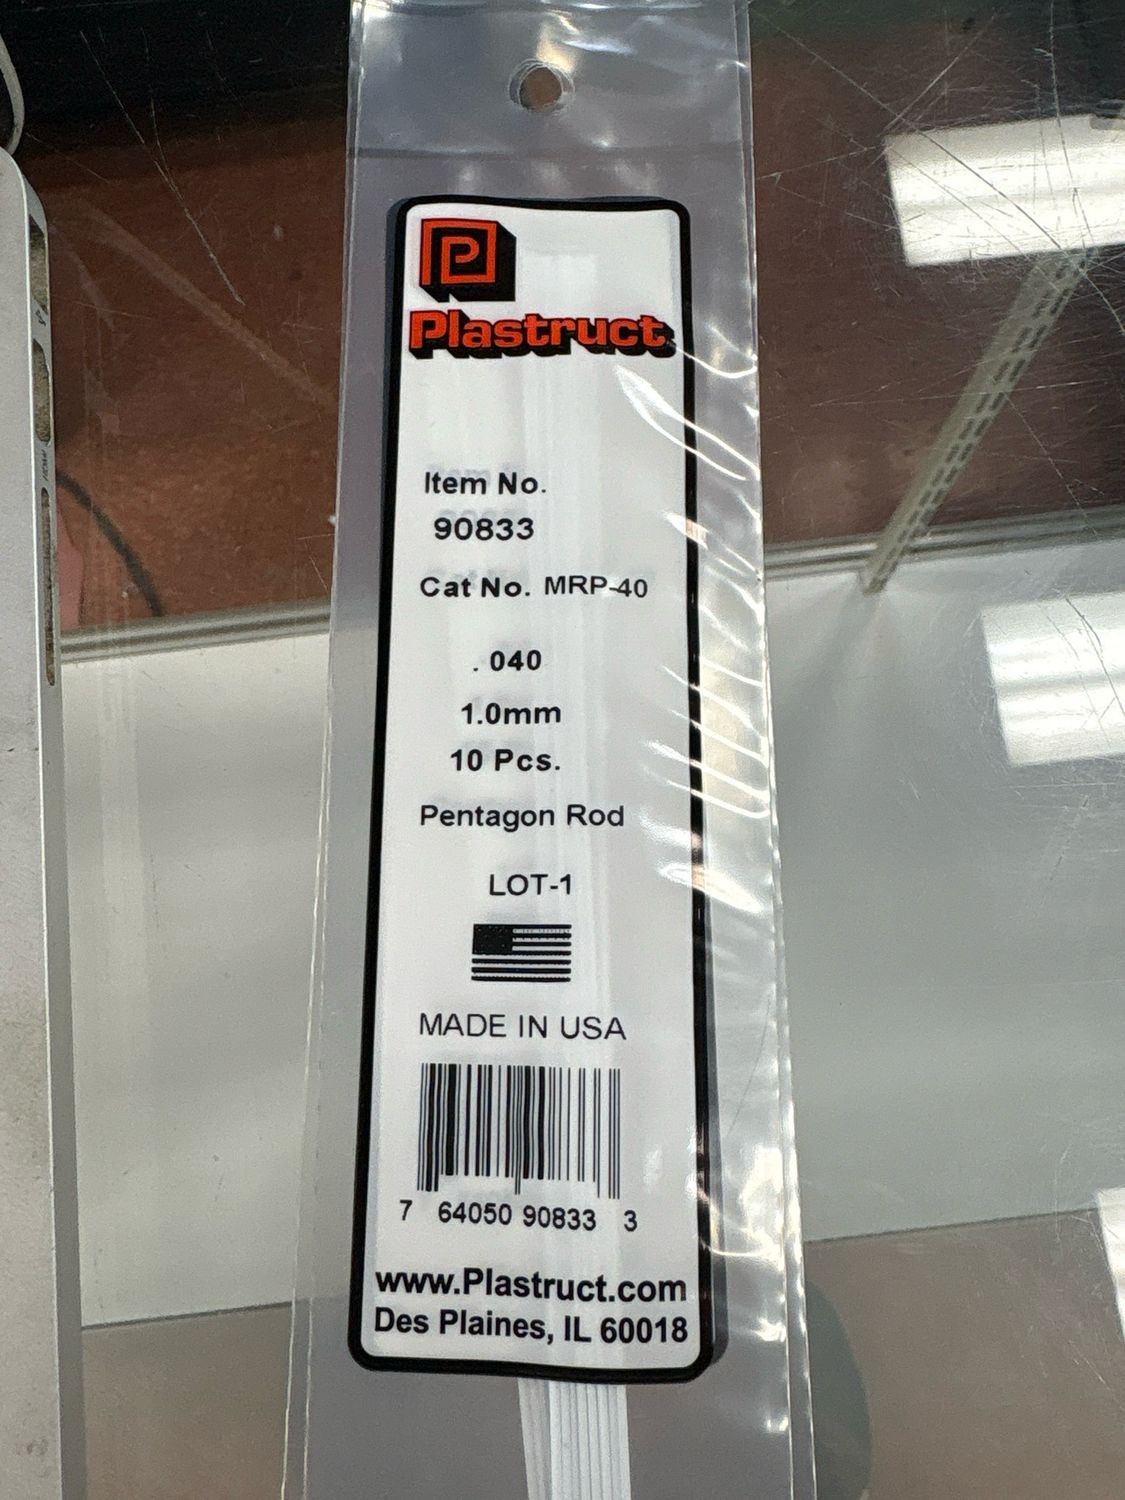 P
Plastruct
Item No.
90833
Cat No. MRP-40
.040
1.0mm
10 Pcs.
Pentagon Rod
LOT-1
MADE IN USA
7 64050 90833 3
www.Plastruct.com
Des Plaines, IL 60018